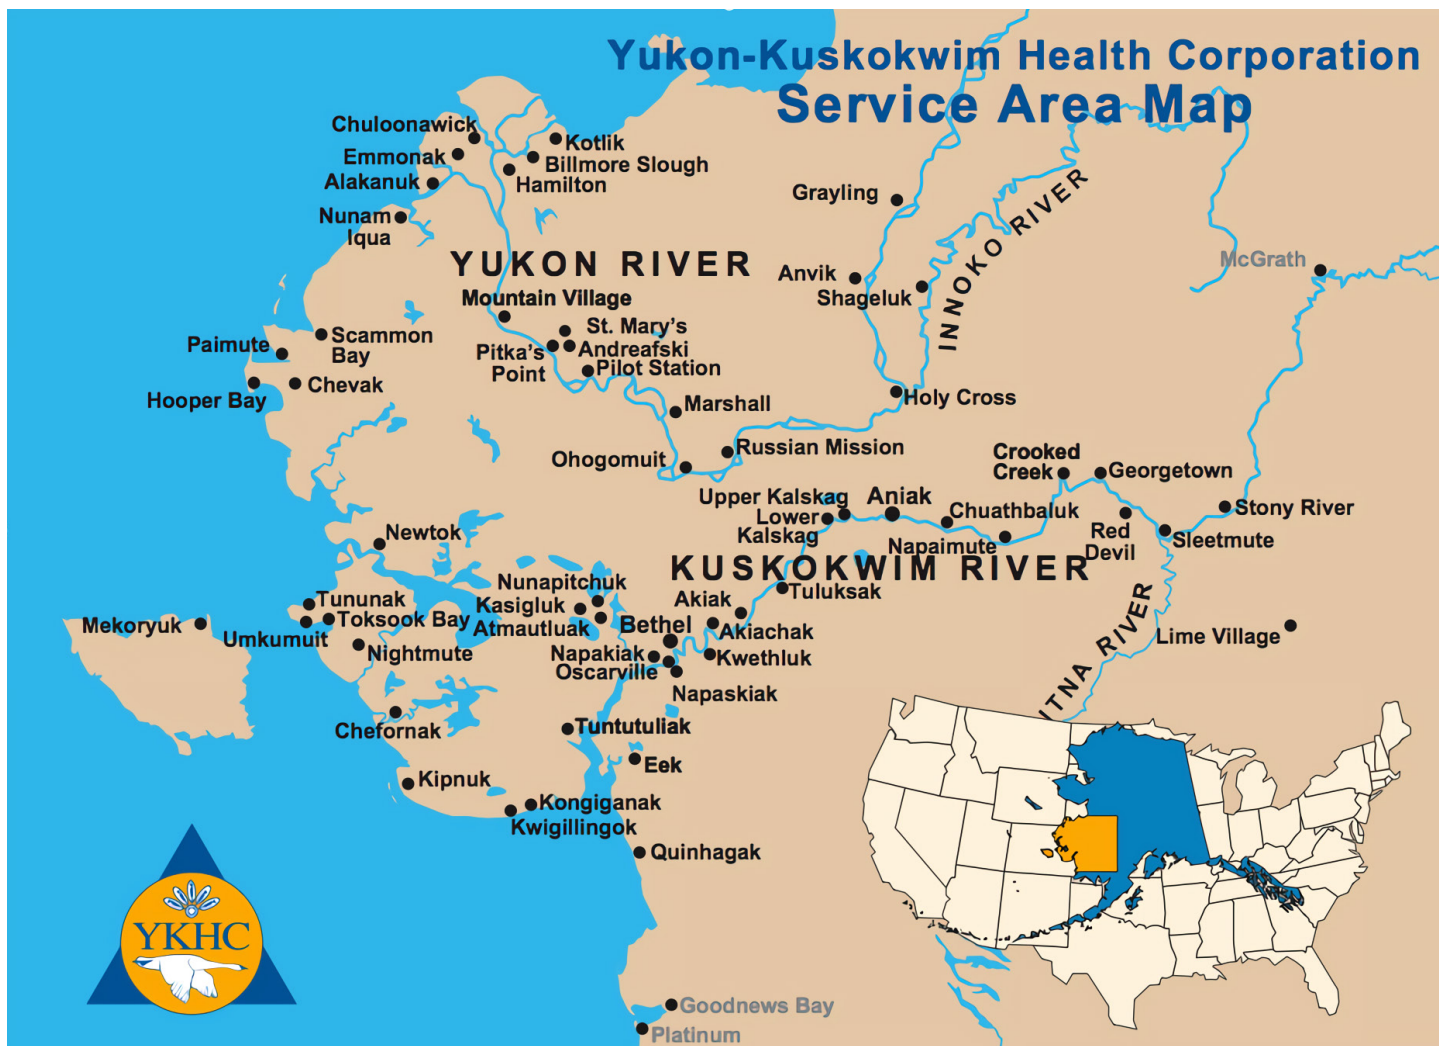 Yukon-Kuskokwim Health Corporation
Service Area Map
Chuloonawick
Kotlik
Emmonak
Billmore Slough
Alakanuk
Hamilton
Nunam
Iqua
Grayling
INNOKO RIVER
YUKON RIVER
McGrath
Anvik
Shageluk
Mountain Village
St. Mary's
Scammon
Bay
Paimute
Pitka's
Point
Andreafski
Pilot Station
Chevak
Hooper Bay
Holy Cross
Marshall
Russian Mission
Ohogomuit
Crooked
Creek
Georgetown
Upper Kalskag
Aniak
Lower
Kalskag
Chuathbaluk
Stony River
Newtok
Napaimute
Red
Devil
Sleetmute
KUSKOKWIM RIVER
Nunapitchuk
Tuluksak
Tununak
Kasigluk
Akiak
Mekoryuk
Toksook Bay
Atmautluak
Bethel
Akiachak
Umkumuit
Lime Village
Nightmute
Napakiak
Kwethluk
Oscarville
Napaskiak
ITNA RIVER
Chefornak
Tuntutuliak
Eek
Kipnuk
Kongiganak
Kwigillingok
Quinhagak
YKHC
Goodnews Bay
Platinum